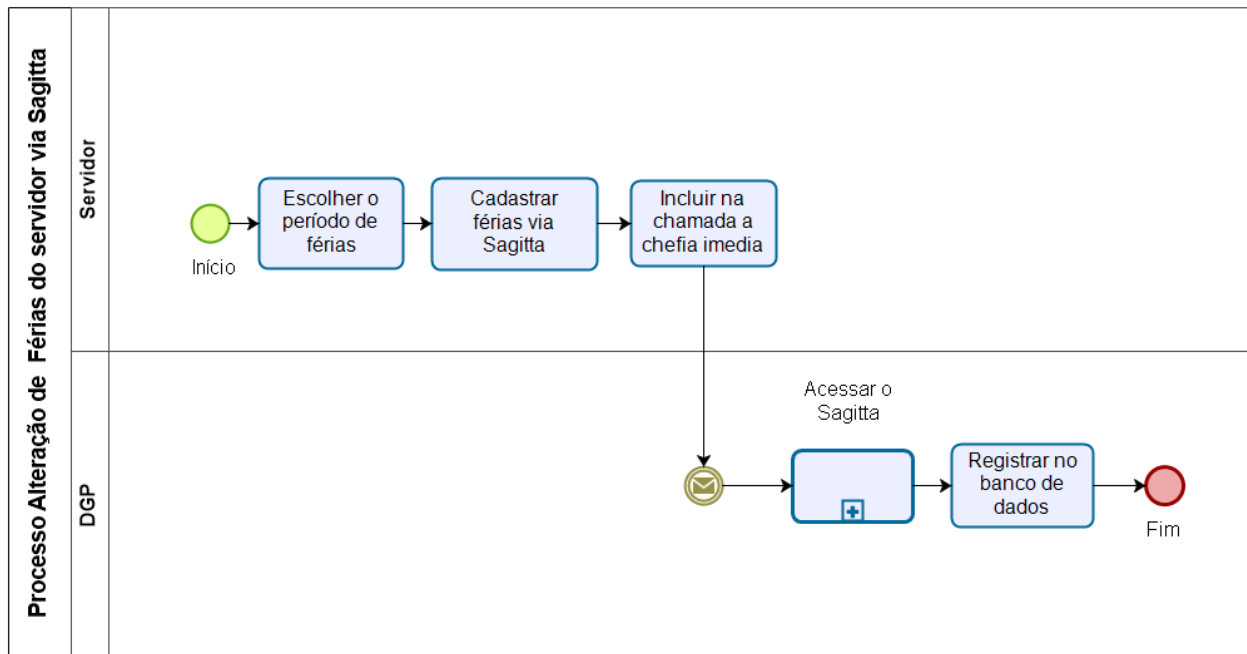 Processo Alteração de Férias do servidor via Sagitta
Servidor
Início
Escolher o
período de
férias
Cadastrar
férias via
Sagitta
Incluir na
chamada a
chefia imedia
DGP
Acessar o
Sagitta
Registrar no
banco de
dados
Fim